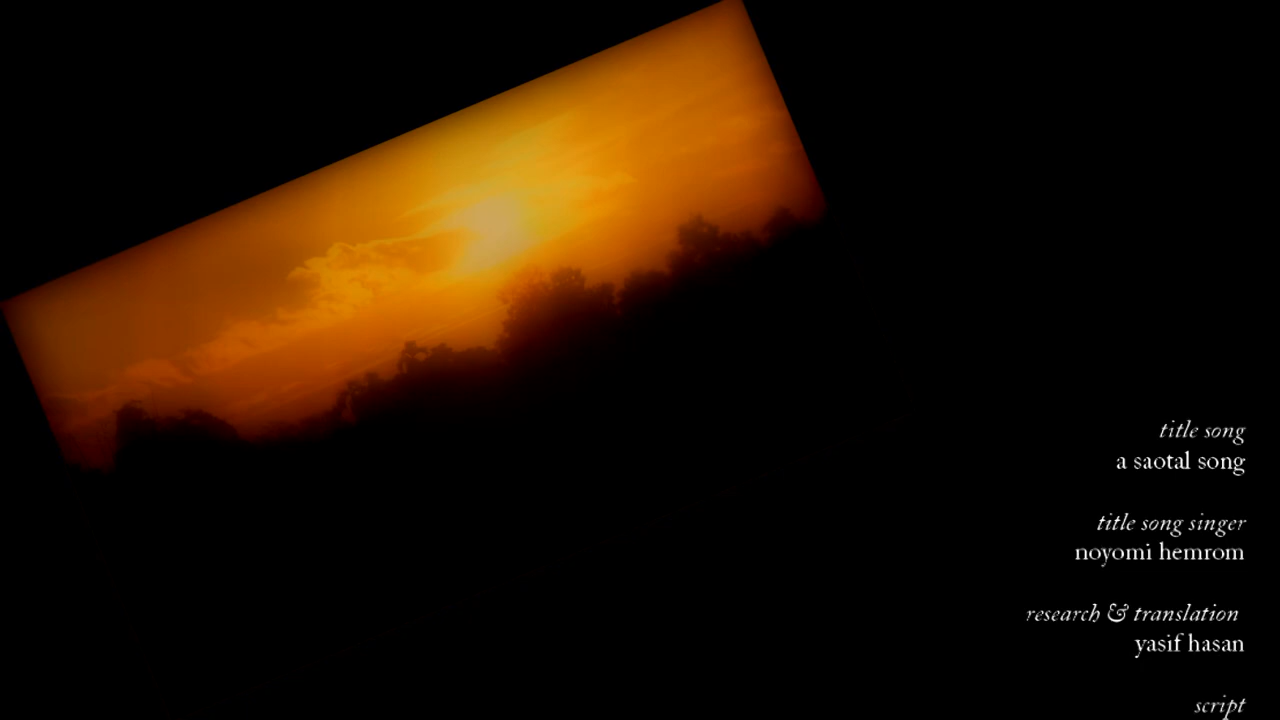 title song
a saotal song
title song singer
noyomi hemrom
research & translation
yasif hasan
script